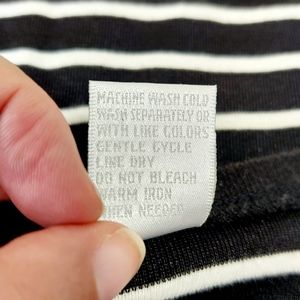 MACHINE WASH COLD
WASH SEPARATELY OR
WITH LIKE COLORS
GENTLE CYCLE
LINE DRY
DO NOT BLEACH
WARM IRON
WHEN NEEDED